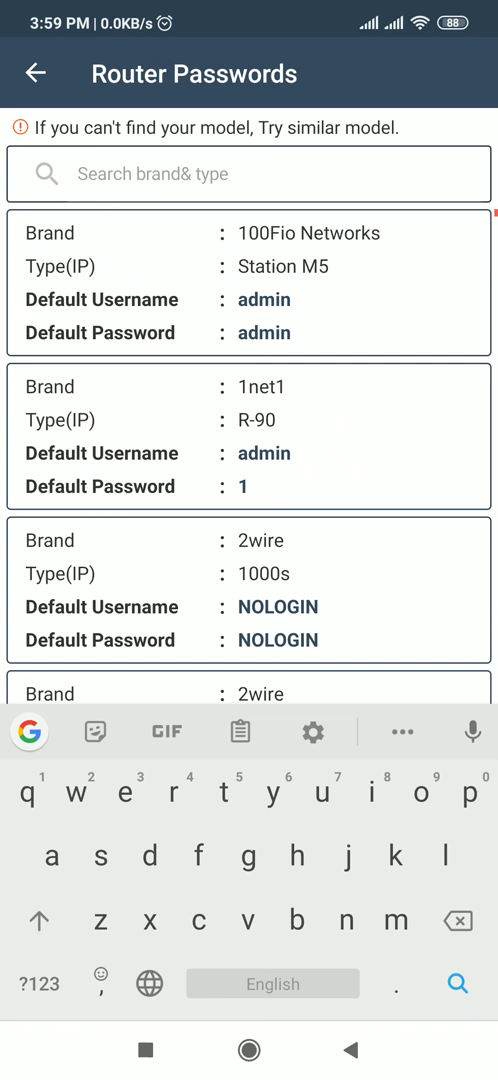 3:59 PM | 0.0KB/s 88
Router Passwords
If you can't find your model, Try similar model.
Search brand& type
Brand : 100Fio Networks
Type(IP) : Station M5
Default Username : admin
Default Password : admin
Brand : 1net1
Type(IP) : R-90
Default Username : admin
Default Password : 1
Brand : 2wire
Type(IP) : 1000s
Default Username : NOLOGIN
Default Password : NOLOGIN
Brand : 2wire
G GIF
1 2 3 4 5 6 7 8 9 0
q w e r t y u i o p
a s d f g h j k l
z x c v b n m
?123 , English .